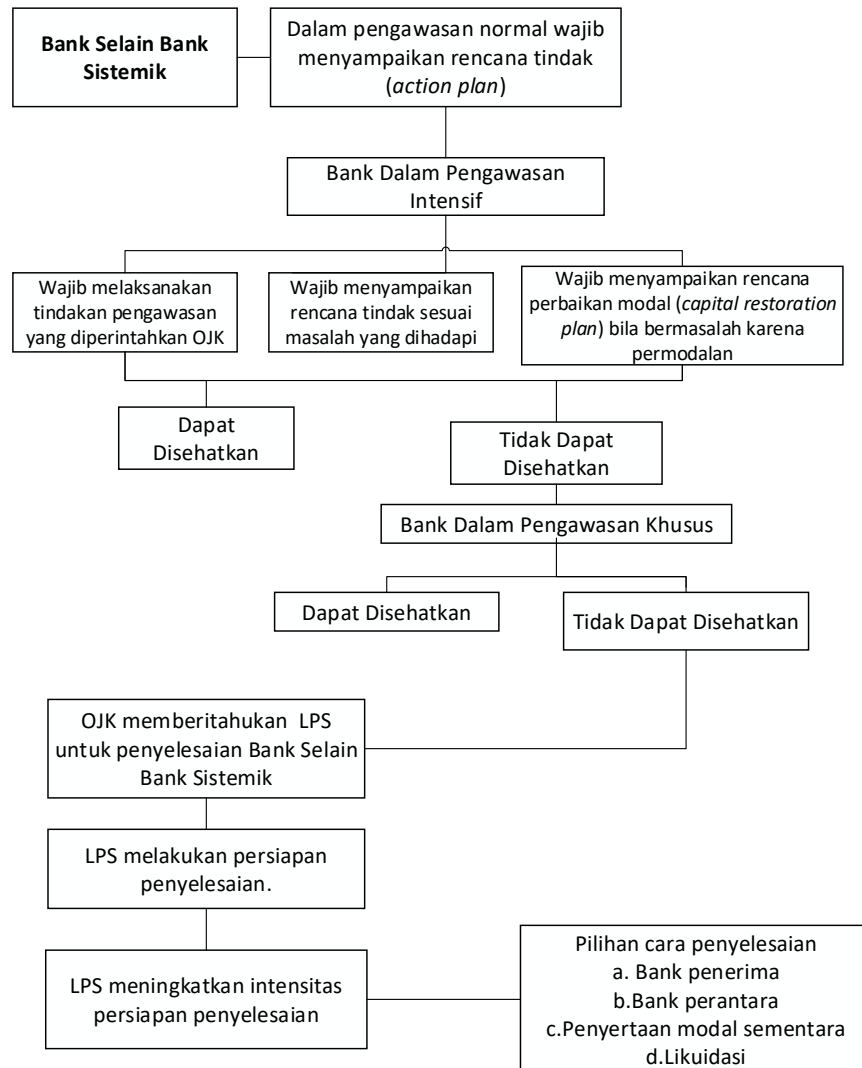 Bank Selain Bank
Sistemik
Dalam pengawasan normal wajib
menyampaikan rencana tindak
(action plan)
Bank Dalam Pengawasan
Intensif
Wajib melaksanakan
tindakan pengawasan
yang diperintahkan OJK
Wajib menyampaikan
rencana tindak sesuai
masalah yang dihadapi
Wajib menyampaikan rencana
perbaikan modal (capital restoration
plan) bila bermasalah karena
permodalan
Dapat
Disehatkan
Tidak Dapat
Disehatkan
Bank Dalam Pengawasan Khusus
Dapat Disehatkan
Tidak Dapat Disehatkan
OJK memberitahukan  LPS
untuk penyelesaian Bank Selain
Bank Sistemik
LPS melakukan persiapan
penyelesaian.
LPS meningkatkan intensitas
persiapan penyelesaian
Pilihan cara penyelesaian
a. Bank penerima
b.Bank perantara
c.Penyertaan modal sementara
d.Likuidasi